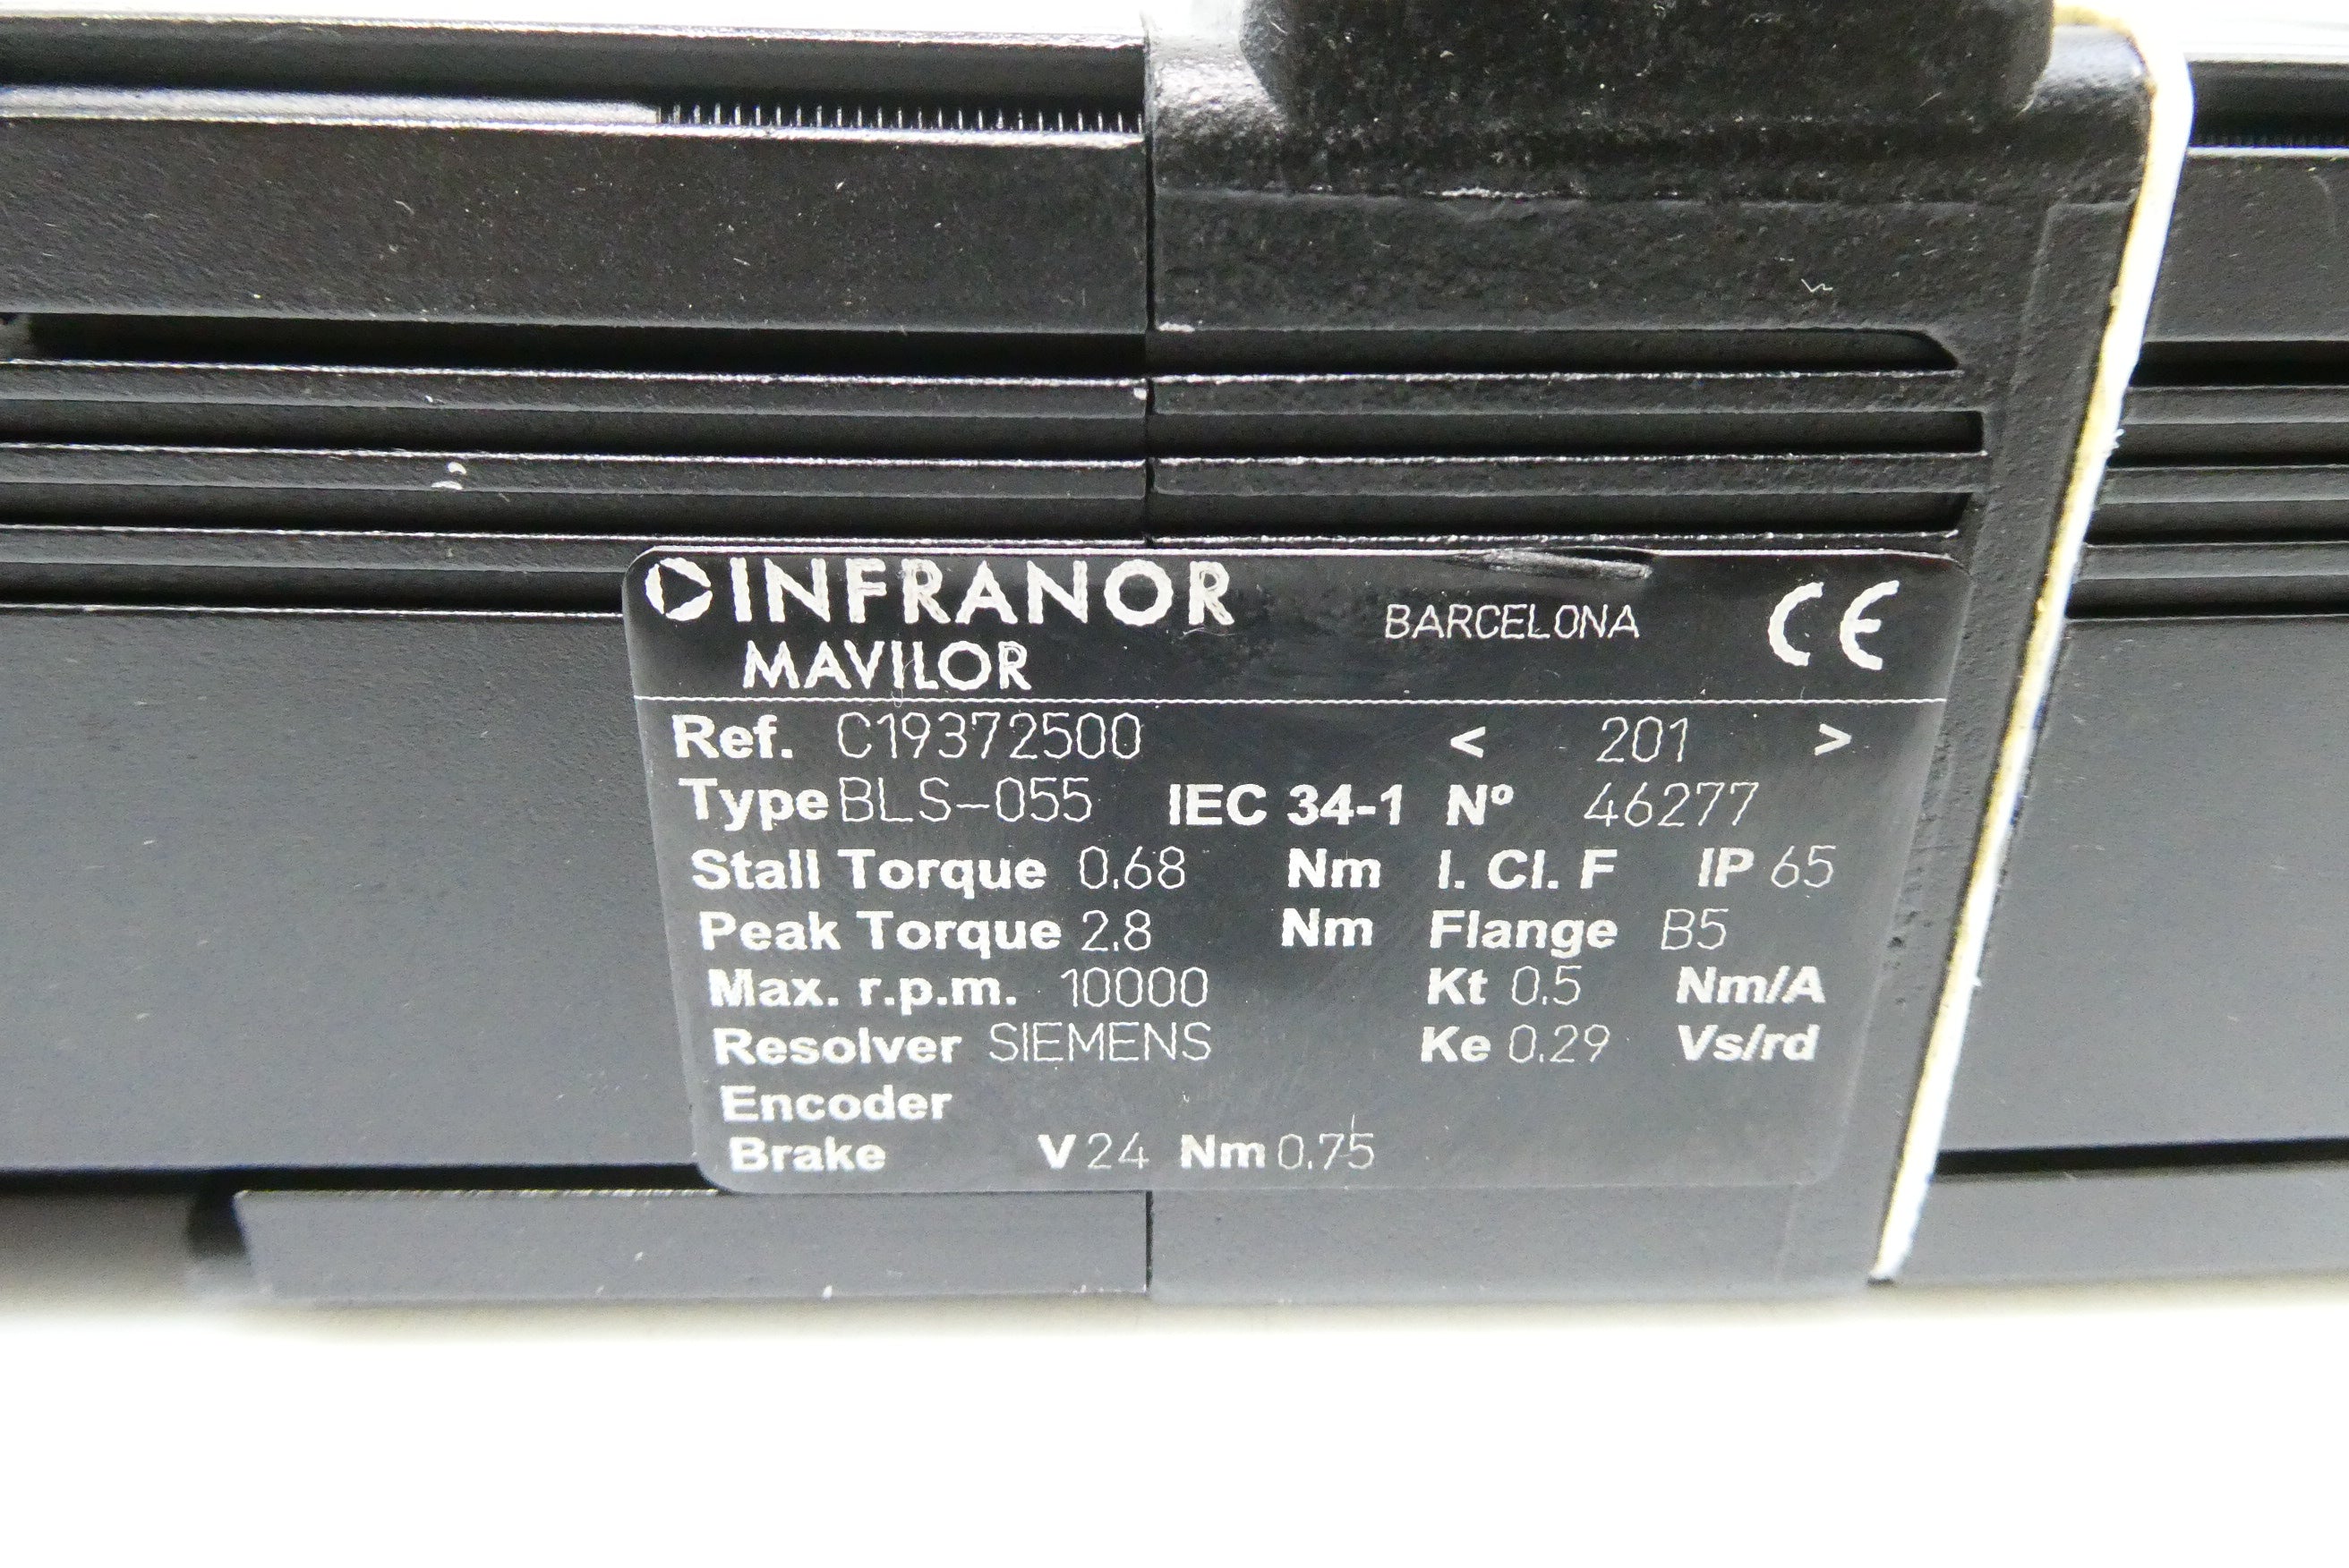 INFRANOR BARCELONA CE
MAVILOR
Ref. C19372500 < 201 >
Type BLS-055 IEC 34-1 Nº 46277
Stall Torque 0.68 Nm I. Cl. F IP 65
Peak Torque 2.8 Nm Flange B5
Max. r.p.m. 10000 Kt 0.5 Nm/A
Resolver SIEMENS Ke 0.29 Vs/rd
Encoder
Brake V 24 Nm 0.75